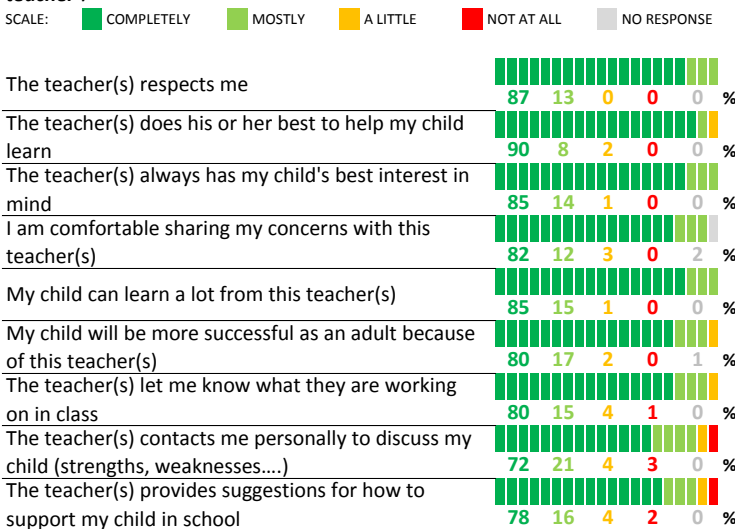 SCALE: COMPLETELY MOSTLY A LITTLE NOT AT ALL NO RESPONSE
The teacher(s) respects me
87 13 0 0 0 %
The teacher(s) does his or her best to help my child
learn
90 8 2 0 0 %
The teacher(s) always has my child's best interest in
mind
85 14 1 0 0 %
I am comfortable sharing my concerns with this
teacher(s)
82 12 3 0 2 %
My child can learn a lot from this teacher(s)
85 15 1 0 0 %
My child will be more successful as an adult because
of this teacher(s)
80 17 2 0 1 %
The teacher(s) let me know what they are working
on in class
80 15 4 1 0 %
The teacher(s) contacts me personally to discuss my
child (strengths, weaknesses....)
72 21 4 3 0 %
The teacher(s) provides suggestions for how to
support my child in school
78 16 4 2 0 %